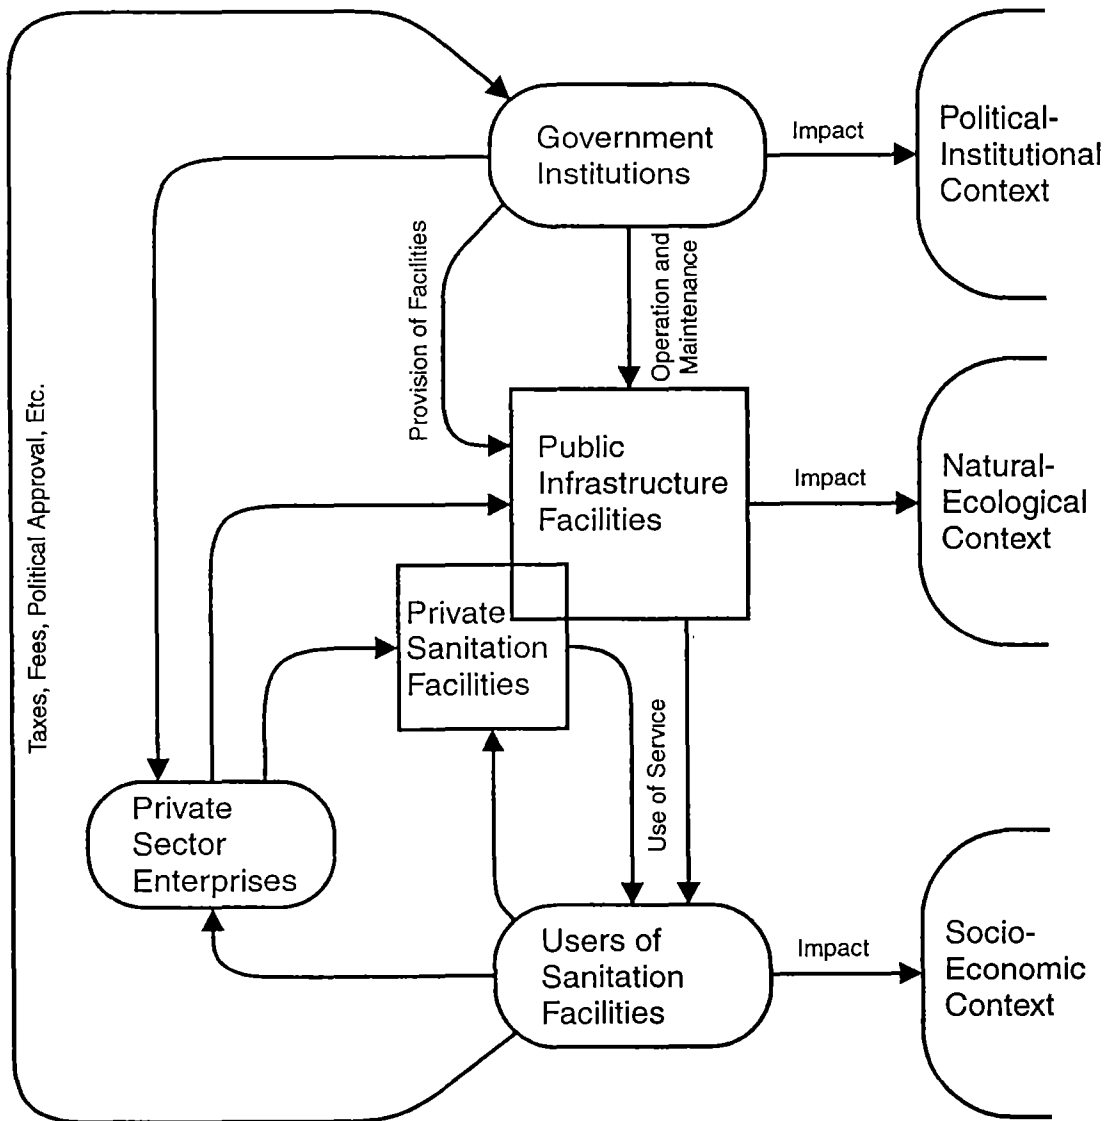 Government
Institutions
Impact
Political-
Institutional
Context
Provision of Facilities
Operation and
Maintenance
Taxes, Fees, Political Approval, Etc.
Public
Infrastructure
Facilities
Impact
Natural-
Ecological
Context
Private
Sanitation
Facilities
Use of Service
Private
Sector
Enterprises
Users of
Sanitation
Facilities
Impact
Socio-
Economic
Context